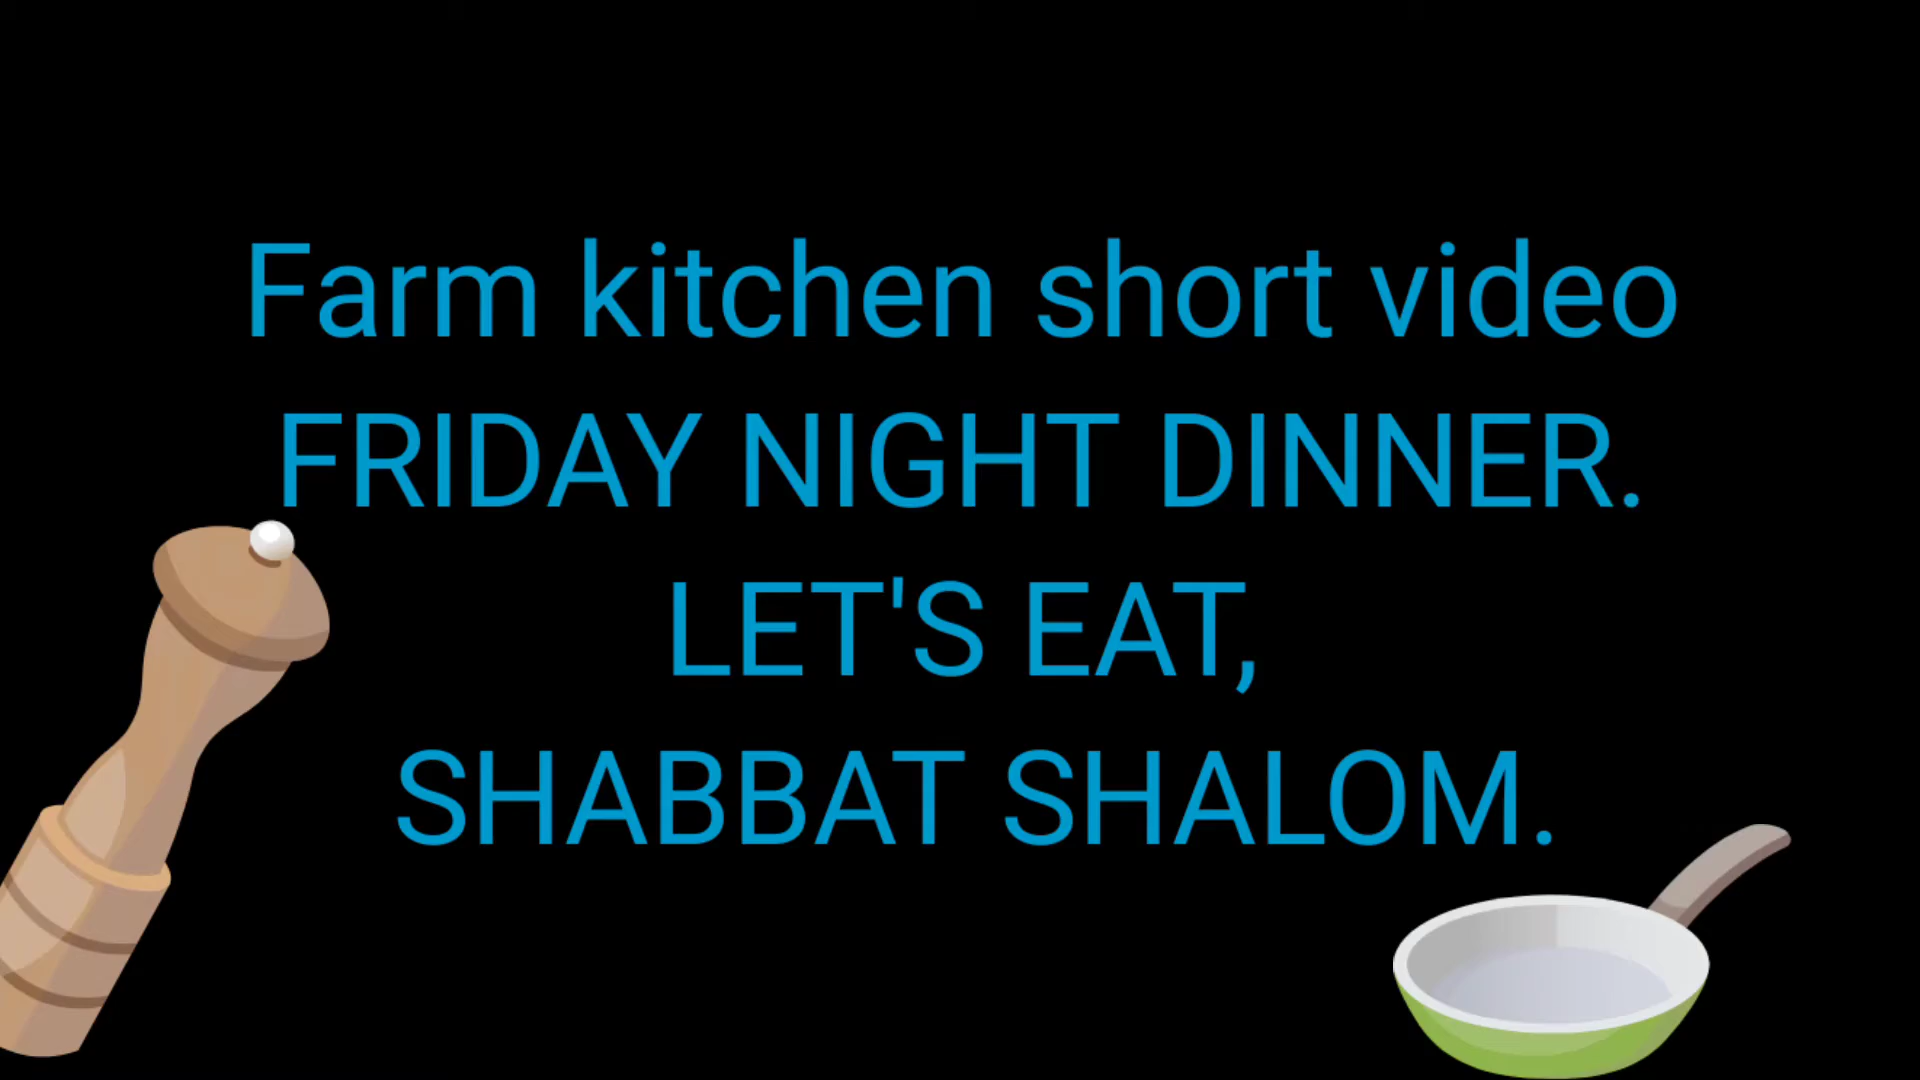 Farm kitchen short video
FRIDAY NIGHT DINNER.
LET'S EAT,
SHABBAT SHALOM.